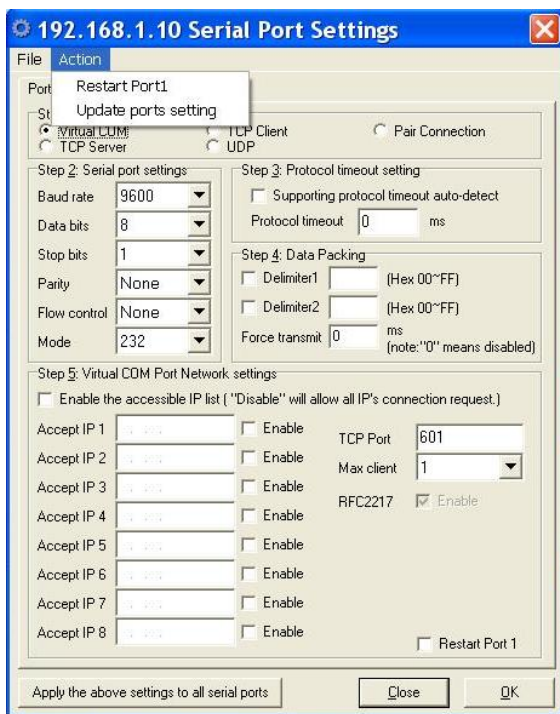 192.168.1.10 Serial Port Settings
File Action
Restart Port1
Update ports setting
Port
St
Virtual COM TCP Client Pair Connection
TCP Server UDP
Step 2: Serial port settings
Baud rate 9600
Data bits 8
Stop bits 1
Parity None
Flow control None
Mode 232
Step 3: Protocol timeout setting
Supporting protocol timeout auto-detect
Protocol timeout 0 ms
Step 4: Data Packing
Delimiter1 (Hex 00~FF)
Delimiter2 (Hex 00~FF)
Force transmit 0 ms
(note:"0" means disabled)
Step 5: Virtual COM Port Network settings
Enable the accessible IP list ( "Disable" will allow all IP's connection request.)
Accept IP 1 . . . Enable
Accept IP 2 . . . Enable
Accept IP 3 . . . Enable
Accept IP 4 . . . Enable
Accept IP 5 . . . Enable
Accept IP 6 . . . Enable
Accept IP 7 . . . Enable
Accept IP 8 . . . Enable
TCP Port 601
Max client 1
RFC2217 Enable
Restart Port 1
Apply the above settings to all serial ports Close OK